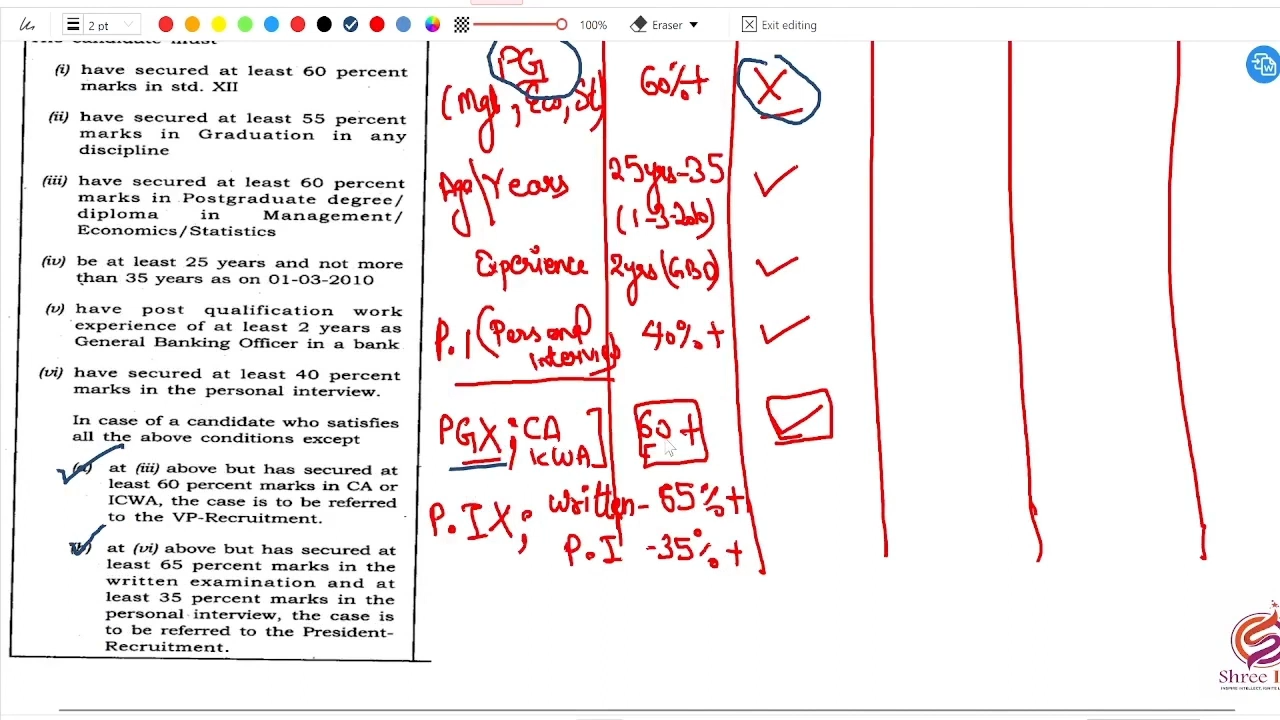 2 pt
100%
Eraser
Exit editing
The candidate must
(i) have secured at least 60 percent
marks in std. XII
(ii) have secured at least 55 percent
marks in Graduation in any
discipline
(iii) have secured at least 60 percent
marks in Postgraduate degree/
diploma in Management/
Economics/Statistics
(iv) be at least 25 years and not more
than 35 years as on 01-03-2010
(v) have post qualification work
experience of at least 2 years as
General Banking Officer in a bank
(vi) have secured at least 40 percent
marks in the personal interview.
In case of a candidate who satisfies
all the above conditions except
(a) at (iii) above but has secured at
least 60 percent marks in CA or
ICWA, the case is to be referred
to the VP-Recruitment.
(b) at (vi) above but has secured at
least 65 percent marks in the
written examination and at
least 35 percent marks in the
personal interview, the case is
to be referred to the President-
Recruitment.
PG 60%+ X
(Mgt, Eco, St)
Age/Years 25yrs-35
(1-3-2010)
Experience 2yrs (GBO)
P.I (Personal 40%+
interview)
PGX ; CA 60+
ICWA]
P.IX; written- 65%+
P.I -35%+
Shree